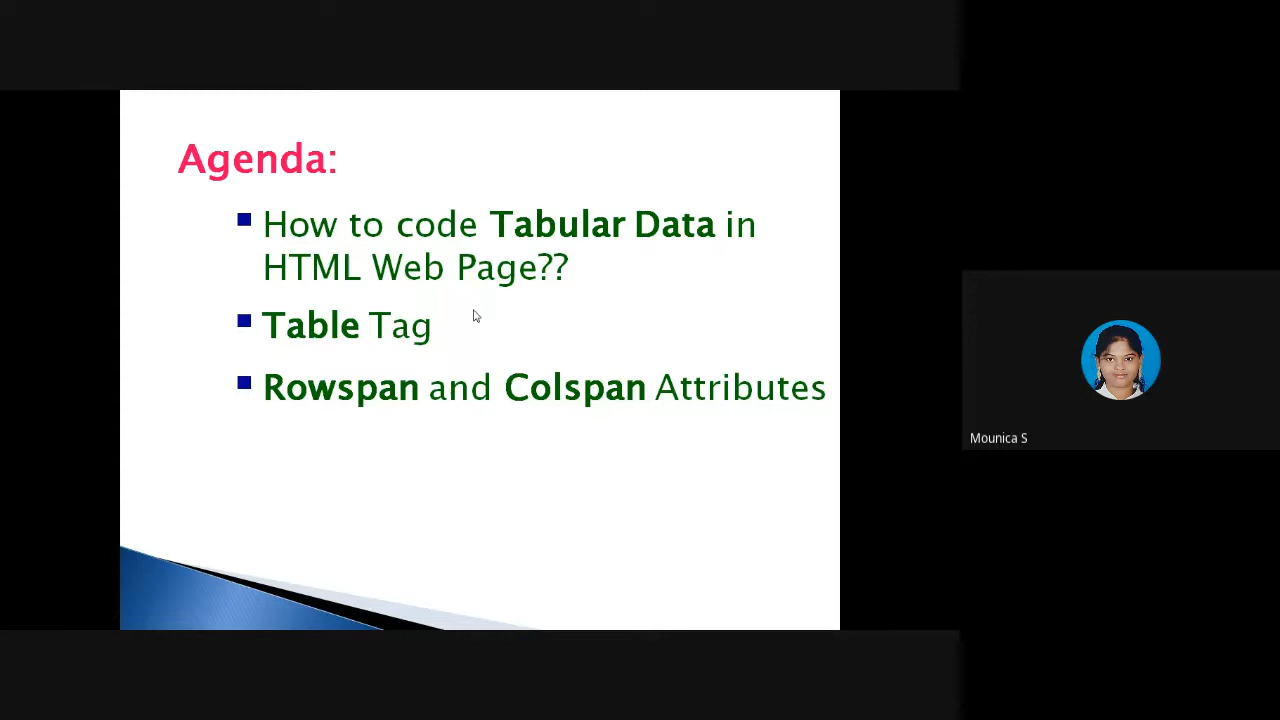 Agenda:
How to code Tabular Data in
HTML Web Page??
Table Tag
Rowspan and Colspan Attributes
Mounica S